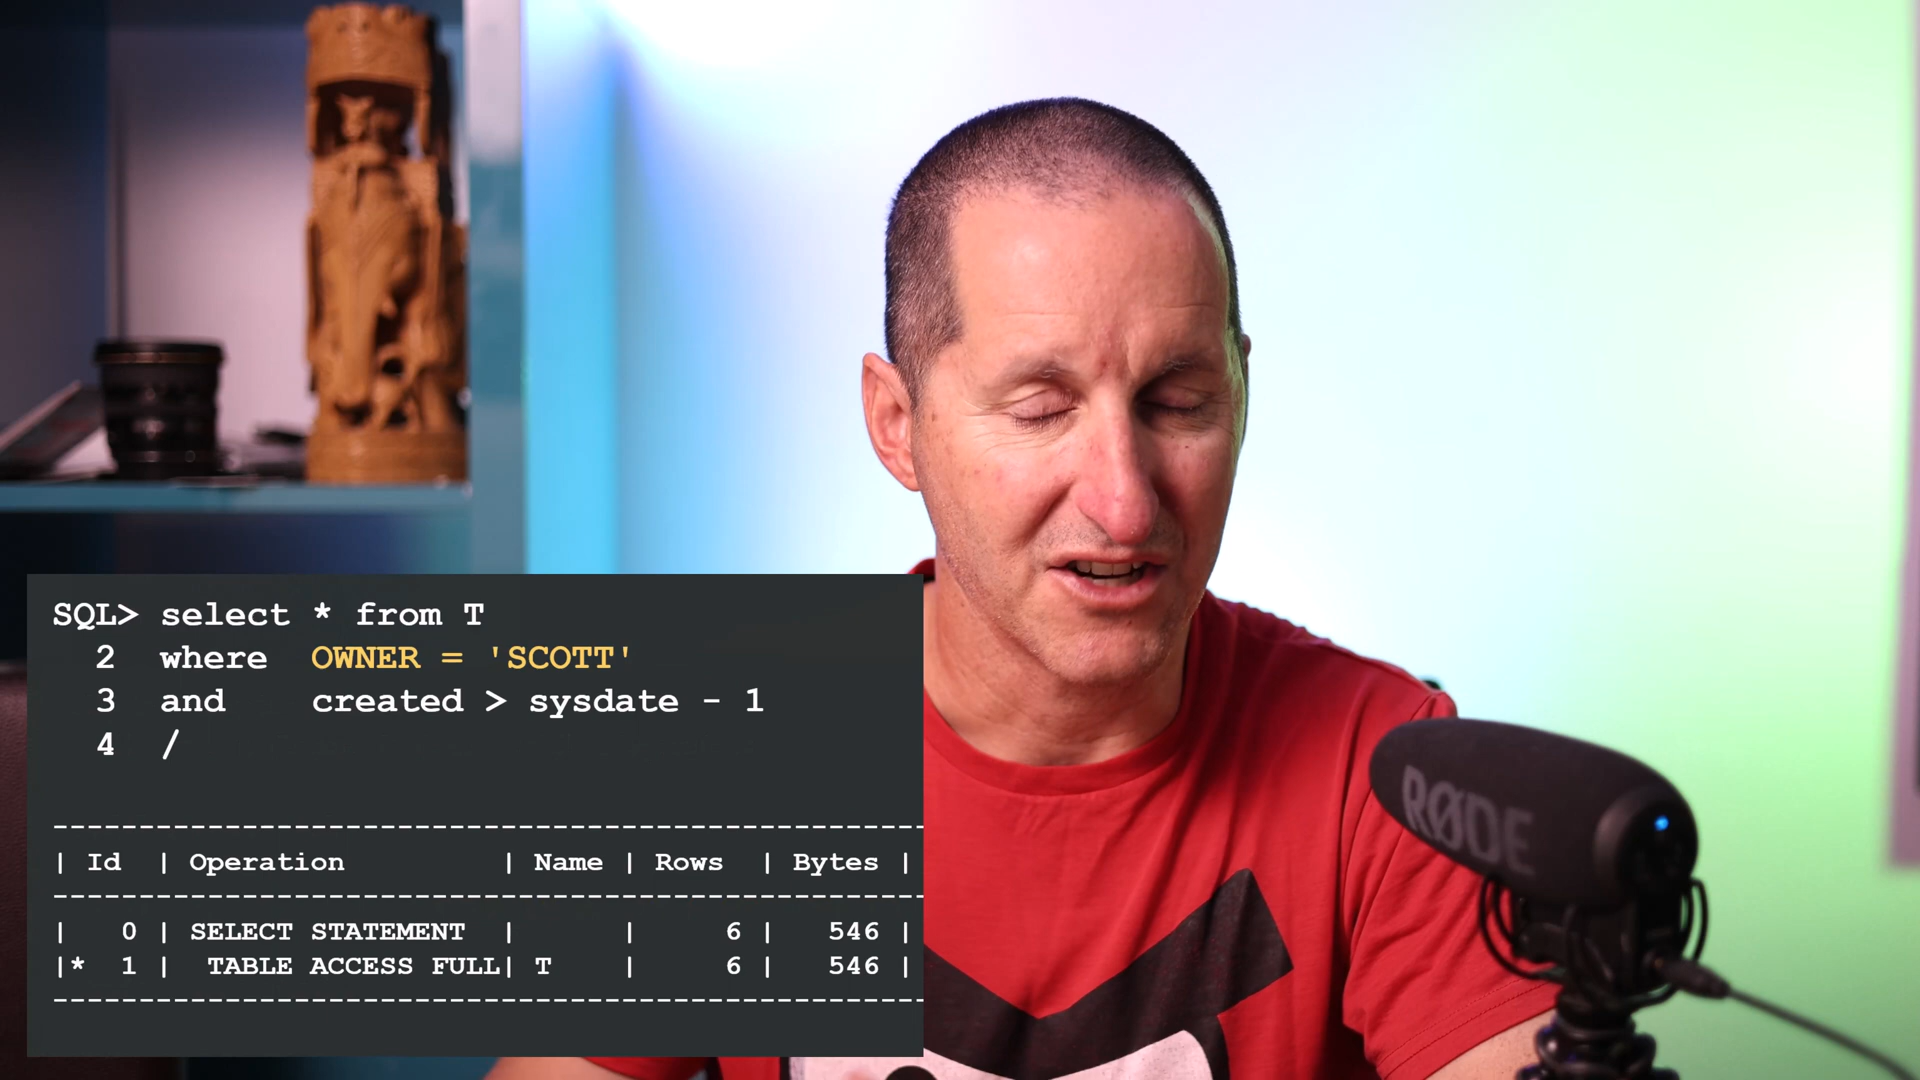 SQL> select * from T
2 where OWNER = 'SCOTT'
3 and created > sysdate - 1
4 /
---------------------------------------------------
| Id | Operation | Name | Rows | Bytes |
---------------------------------------------------
| 0 | SELECT STATEMENT | | 6 | 546 |
|* 1 | TABLE ACCESS FULL| T | 6 | 546 |
---------------------------------------------------
RØDE